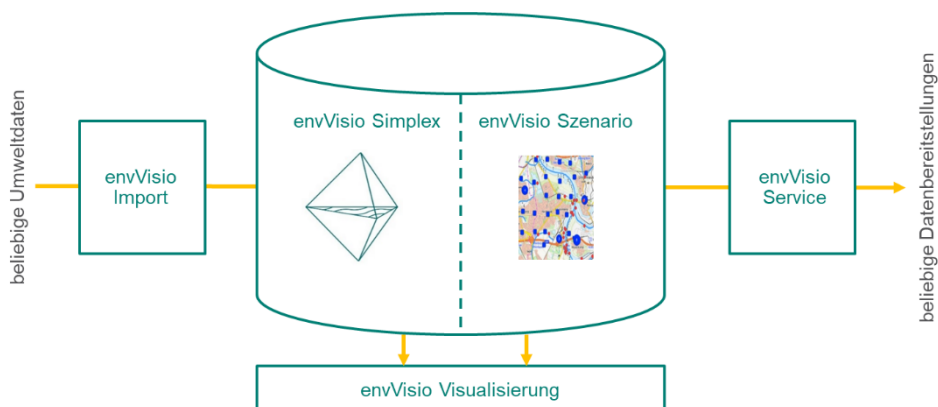 beliebige Umweltdaten
envVisio
Import
envVisio Simplex
envVisio Szenario
envVisio
Service
beliebige Datenbereitstellungen
envVisio Visualisierung